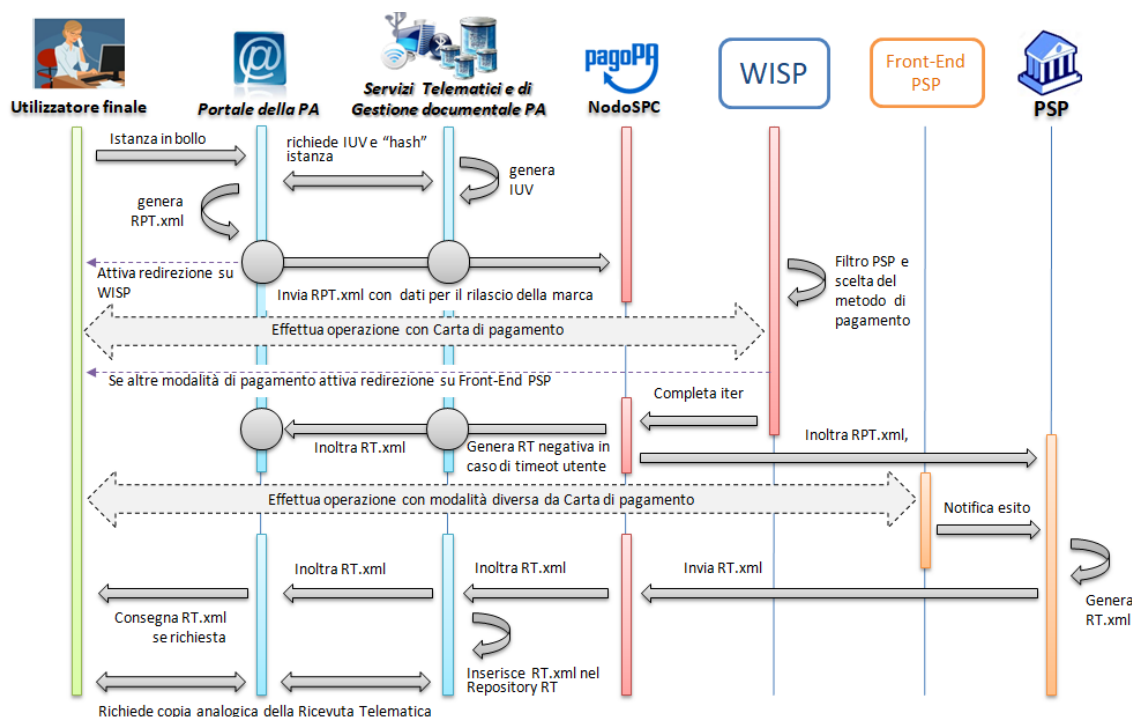 pagoPA
WISP
Front-End
PSP
Utilizzatore finale
Portale della PA
Servizi Telematici e di
Gestione documentale PA
NodoSPC
PSP
Istanza in bollo
richiede IUV e “hash”
istanza
genera
IUV
genera
RPT.xml
Attiva redirezione su
WISP
Invia RPT.xml con dati per il rilascio della marca
Filtro PSP e
scelta del
metodo di
pagamento
Effettua operazione con Carta di pagamento
Se altre modalità di pagamento attiva redirezione su Front-End PSP
Completa iter
Inoltra RT.xml
Genera RT negativa in
caso di timeot utente
Inoltra RPT.xml,
Effettua operazione con modalità diversa da Carta di pagamento
Notifica esito
Inoltra RT.xml
Inoltra RT.xml
Invia RT.xml
Genera
RT.xml
Consegna RT.xml
se richiesta
Inserisce RT.xml nel
Repository RT
Richiede copia analogica della Ricevuta Telematica